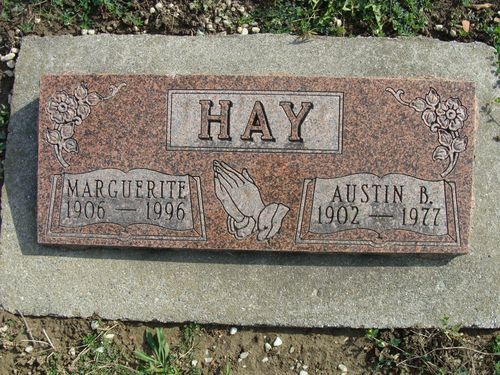 HAY
MARGUERITE
1906 — 1996
AUSTIN B.
1902 — 1977